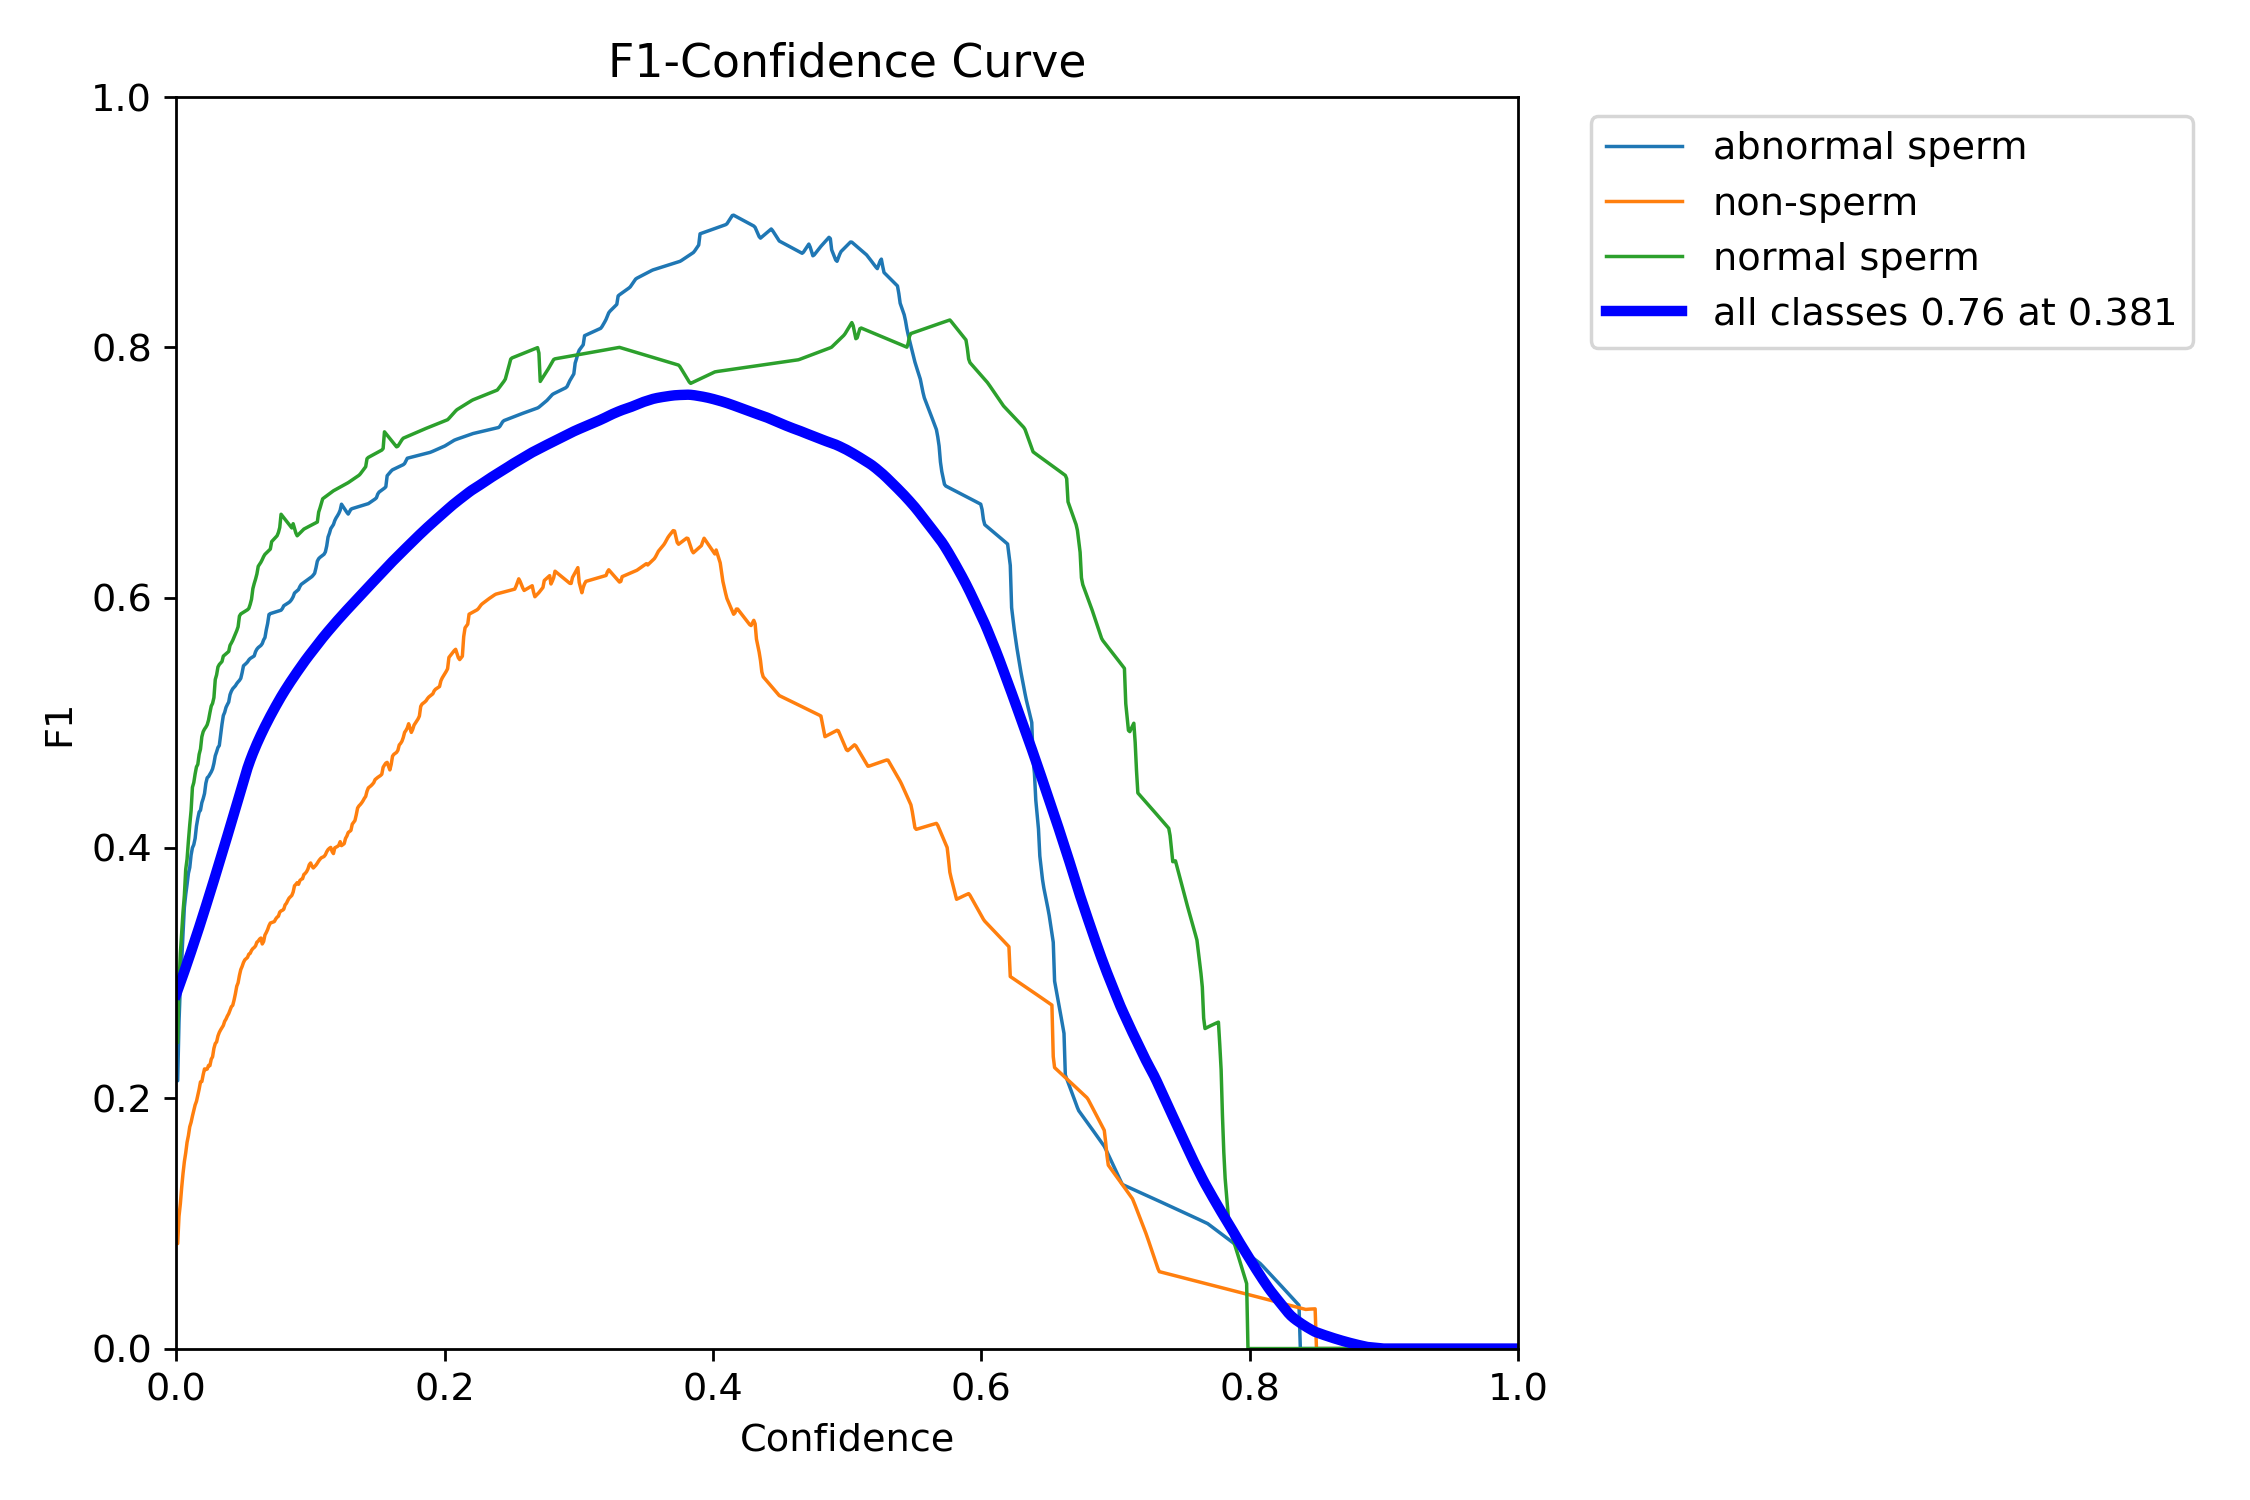 F1-Confidence Curve
1.0
0.8
0.6
0.4
0.2
0.0
F1
0.0 0.2 0.4 0.6 0.8 1.0
Confidence
abnormal sperm
non-sperm
normal sperm
all classes 0.76 at 0.381